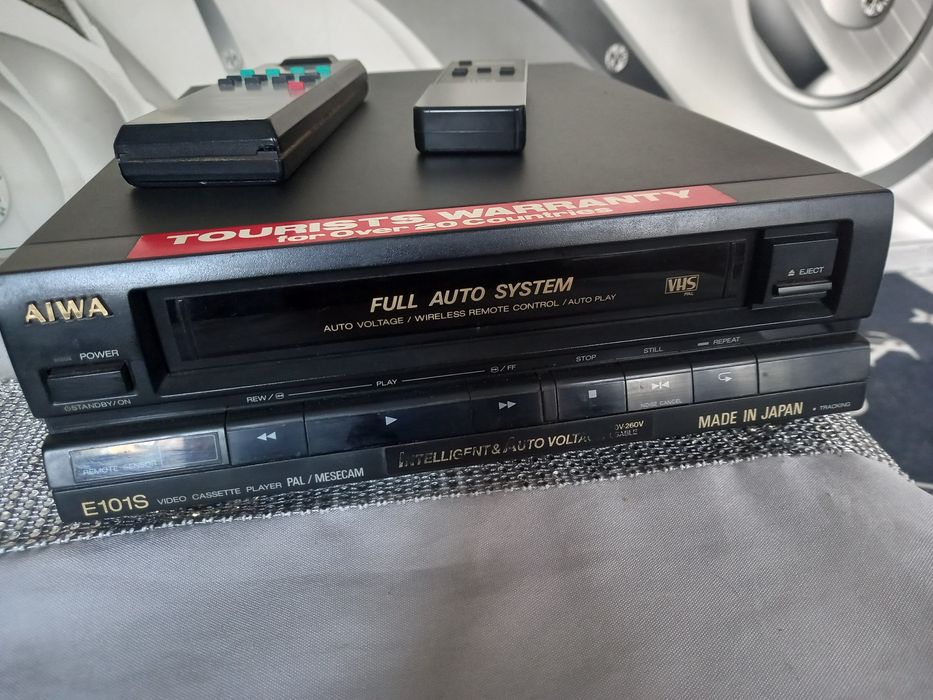 TOURISTS WARRANTY
for Over 20 Countries
AIWA
FULL AUTO SYSTEM
AUTO VOLTAGE / WIRELESS REMOTE CONTROL / AUTO PLAY
VHS
PAL
EJECT
POWER
STANDBY/ON
REW/
PLAY
/FF
STOP
STILL
REPEAT
NOISE CANCEL
REMOTE SENSOR
INTELLIGENT & AUTO VOLTA
V-260V
MADE IN JAPAN
TRACKING
E101S VIDEO CASSETTE PLAYER PAL / MESECAM